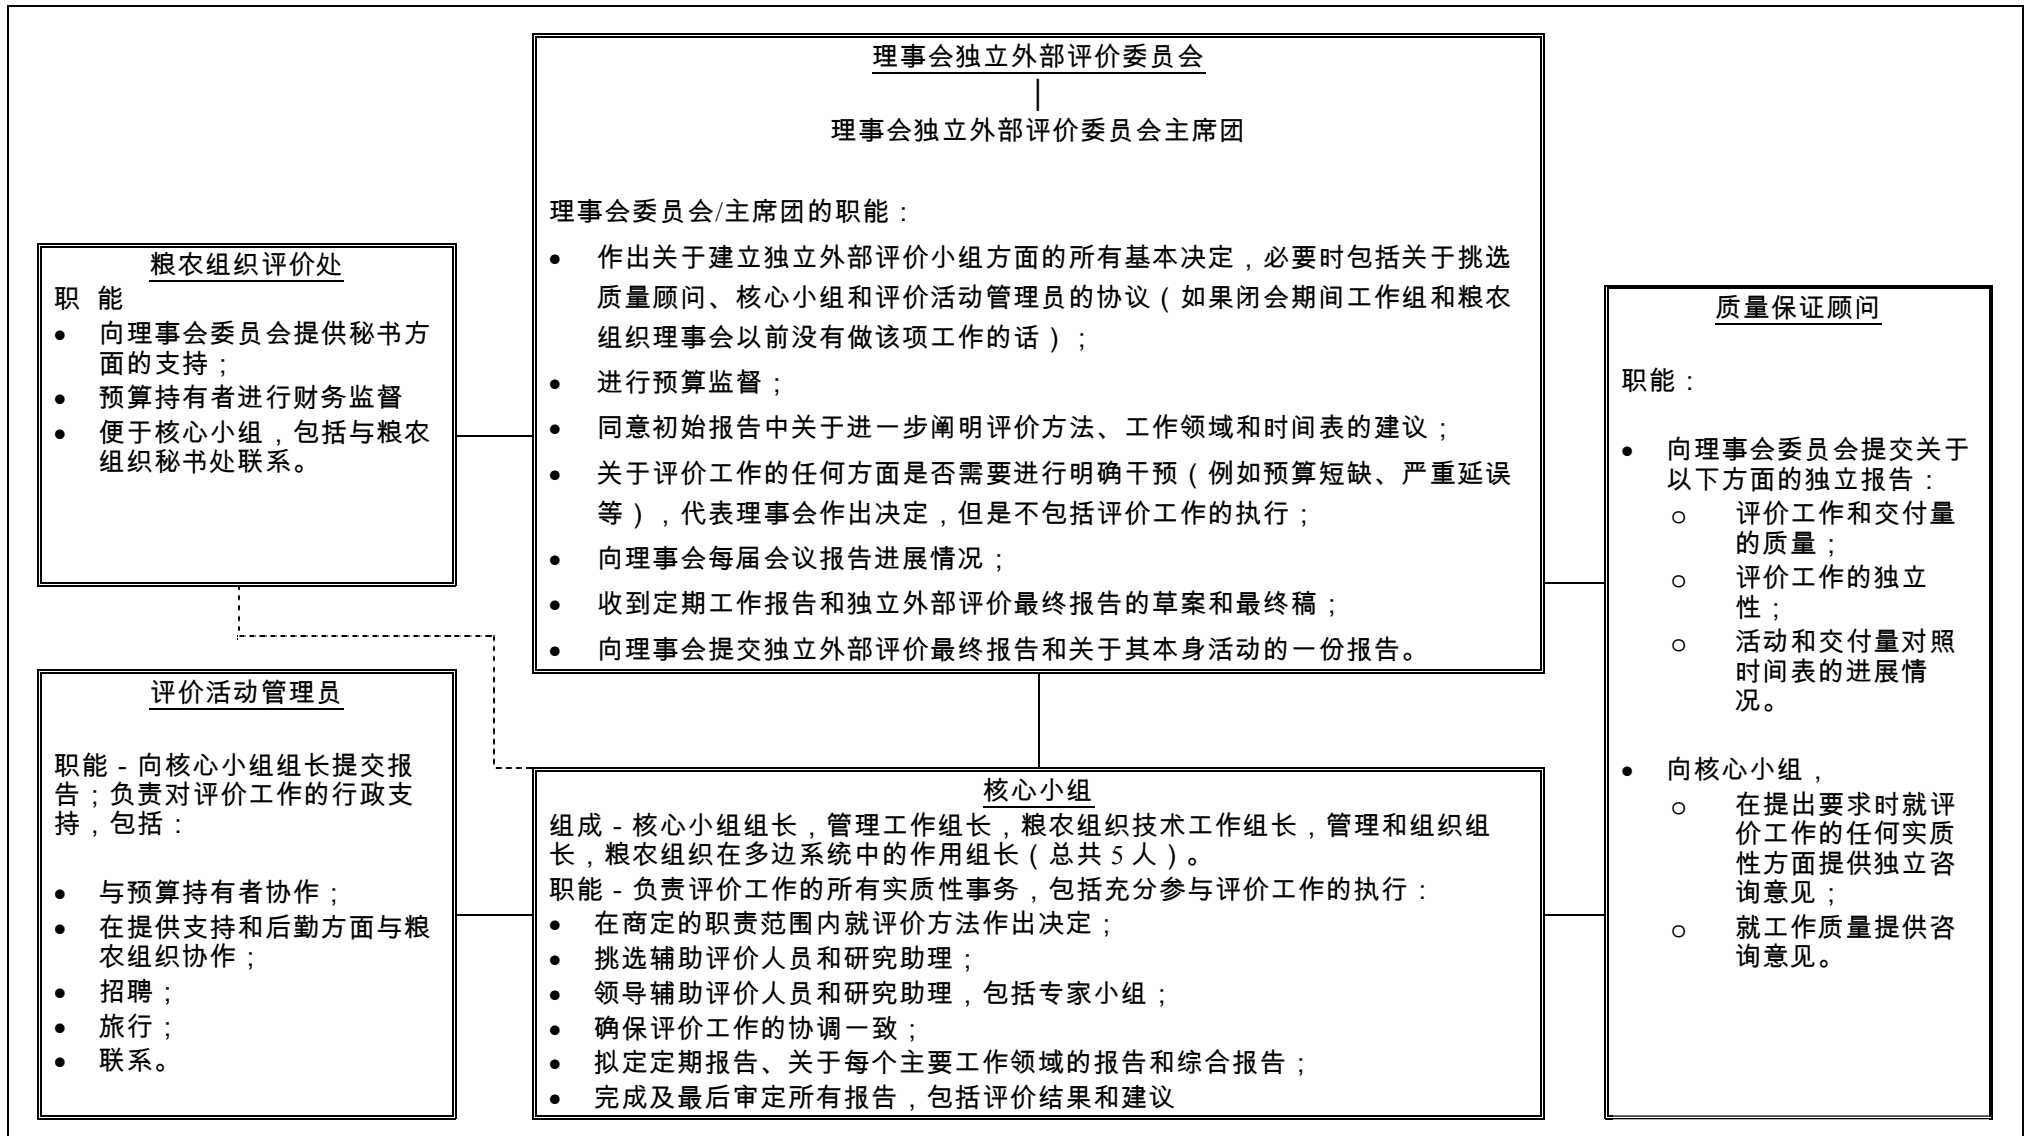 理事会独立外部评价委员会
理事会独立外部评价委员会主席团
理事会委员会/主席团的职能：
• 作出关于建立独立外部评价小组方面的所有基本决定，必要时包括关于挑选
质量顾问、核心小组和评价活动管理员的协议（如果闭会期间工作组和粮农
组织理事会以前没有做该项工作的话）；
• 进行预算监督；
• 同意初始报告中关于进一步阐明评价方法、工作领域和时间表的建议；
• 关于评价工作的任何方面是否需要进行明确干预（例如预算短缺、严重延误
等），代表理事会作出决定，但是不包括评价工作的执行；
• 向理事会每届会议报告进展情况；
• 收到定期工作报告和独立外部评价最终报告的草案和最终稿；
• 向理事会提交独立外部评价最终报告和关于其本身活动的一份报告。
粮农组织评价处
职 能
• 向理事会委员会提供秘书方
面的支持；
• 预算持有者进行财务监督
• 便于核心小组，包括与粮农
组织秘书处联系。
质量保证顾问
职能：
• 向理事会委员会提交关于
以下方面的独立报告：
o 评价工作和交付量
的质量；
o 评价工作的独立
性；
o 活动和交付量对照
时间表的进展情
况。
• 向核心小组，
o 在提出要求时就评
价工作的任何实质
性方面提供独立咨
询意见；
o 就工作质量提供咨
询意见。
评价活动管理员
职能－向核心小组组长提交报
告；负责对评价工作的行政支
持，包括：
• 与预算持有者协作；
• 在提供支持和后勤方面与粮
农组织协作；
• 招聘；
• 旅行；
• 联系。
核心小组
组成－核心小组组长，管理工作组长，粮农组织技术工作组长，管理和组织组
长，粮农组织在多边系统中的作用组长（总共 5 人）。
职能－负责评价工作的所有实质性事务，包括充分参与评价工作的执行：
• 在商定的职责范围内就评价方法作出决定；
• 挑选辅助评价人员和研究助理；
• 领导辅助评价人员和研究助理，包括专家小组；
• 确保评价工作的协调一致；
• 拟定定期报告、关于每个主要工作领域的报告和综合报告；
• 完成及最后审定所有报告，包括评价结果和建议